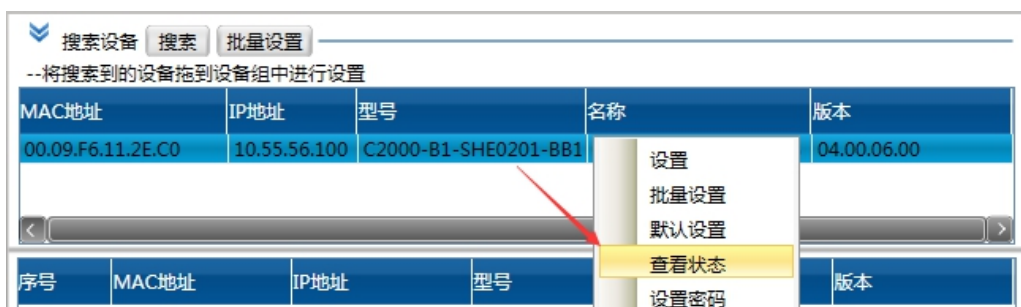 搜索设备 搜索 批量设置
--将搜索到的设备拖到设备组中进行设置
MAC地址 IP地址 型号 名称 版本
00.09.F6.11.2E.C0 10.55.56.100 C2000-B1-SHE0201-BB1 04.00.06.00
设置
批量设置
默认设置
查看状态
设置密码
序号 MAC地址 IP地址 型号 版本